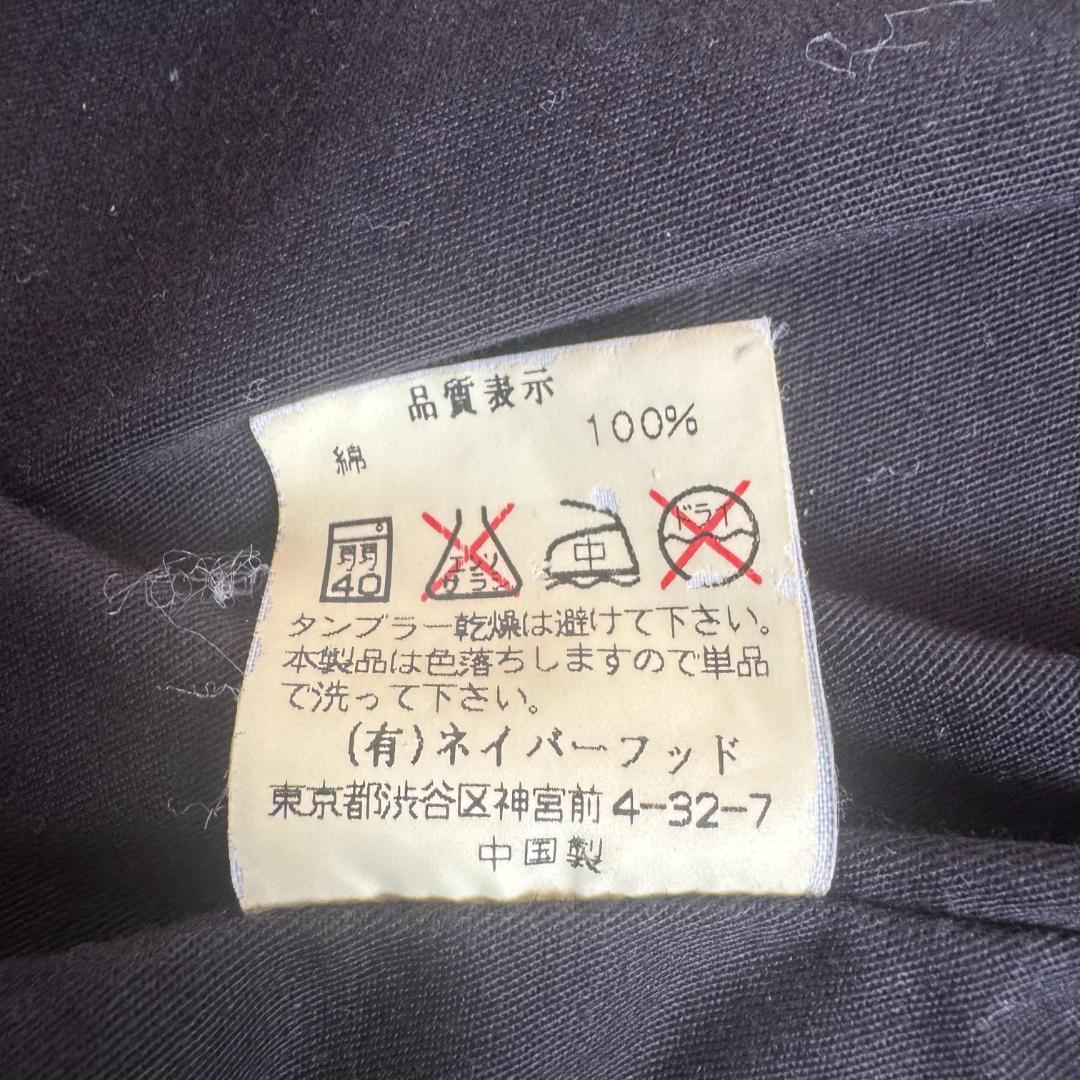 品質表示
綿 100%
弱 40
エンソ サラシ
中
ドライ
タンブラー乾燥は避けて下さい。
本製品は色落ちしますので単品
で洗って下さい。
(有)ネイバーフッド
東京都渋谷区神宮前4-32-7
中国製